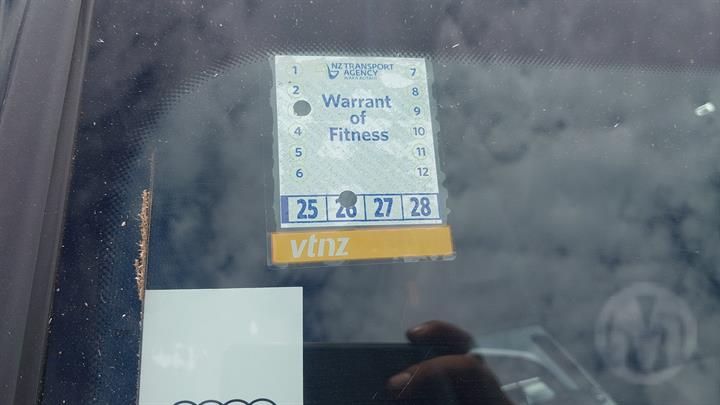 NZ TRANSPORT
AGENCY
WAKA KOTAHI
1 7
2 8
9
4 10
5 11
6 12
Warrant
of
Fitness
25 26 27 28
vtnz
M